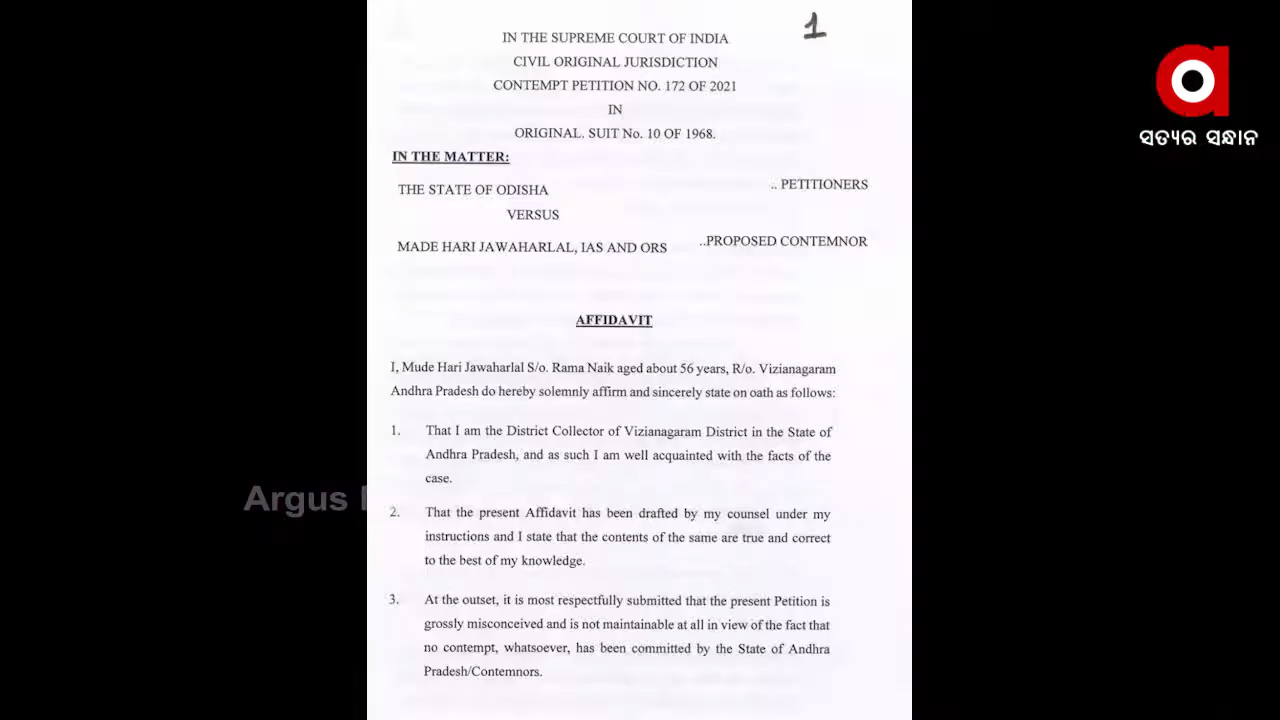 1
IN THE SUPREME COURT OF INDIA
CIVIL ORIGINAL JURISDICTION
CONTEMPT PETITION NO. 172 OF 2021
IN
ORIGINAL. SUIT No. 10 OF 1968.
IN THE MATTER:
THE STATE OF ODISHA .. PETITIONERS
VERSUS
MADE HARI JAWAHARLAL, IAS AND ORS ..PROPOSED CONTEMNOR
AFFIDAVIT
I, Mude Hari Jawaharlal S/o. Rama Naik aged about 56 years, R/o. Vizianagaram
Andhra Pradesh do hereby solemnly affirm and sincerely state on oath as follows:
1. That I am the District Collector of Vizianagaram District in the State of
Andhra Pradesh, and as such I am well acquainted with the facts of the
case.
2. That the present Affidavit has been drafted by my counsel under my
instructions and I state that the contents of the same are true and correct
to the best of my knowledge.
3. At the outset, it is most respectfully submitted that the present Petition is
grossly misconceived and is not maintainable at all in view of the fact that
no contempt, whatsoever, has been committed by the State of Andhra
Pradesh/Contemnors.
ସତ୍ୟର ସନ୍ଧାନ
Argus